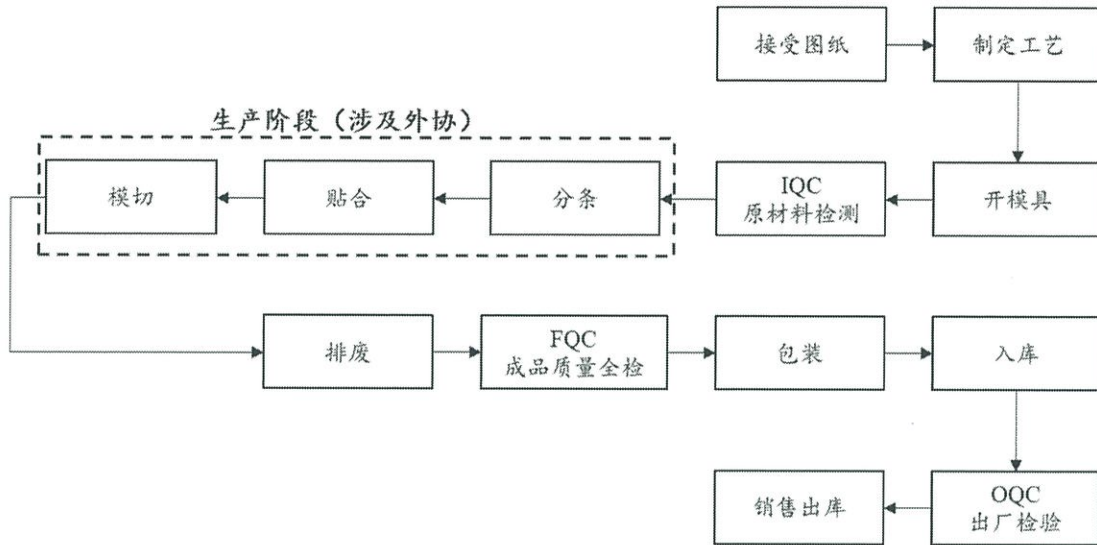 接受图纸
制定工艺
生产阶段（涉及外协）
模切
贴合
分条
IQC
原材料检测
开模具
排废
FQC
成品质量全检
包装
入库
销售出库
OQC
出厂检验